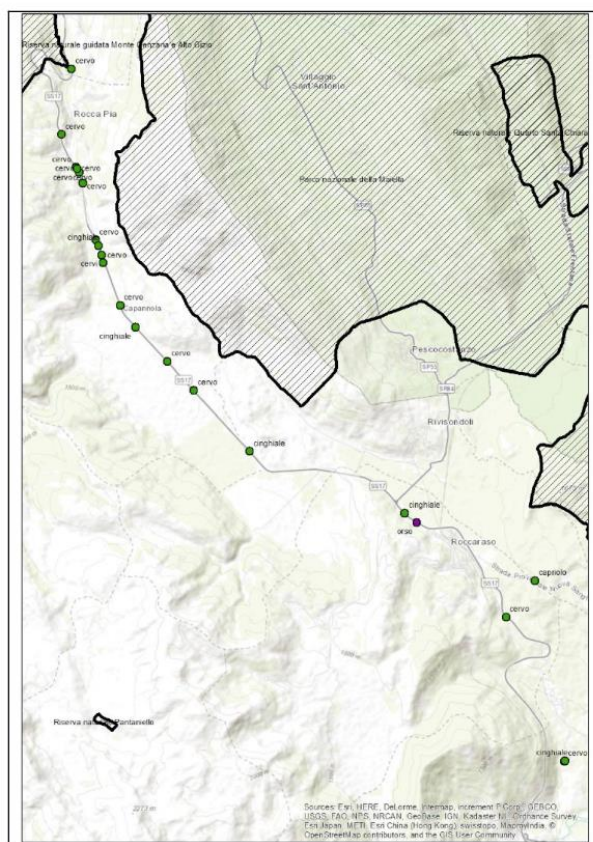 Riserva naturale guidata Monte Genzana e Alto Gizio
cervo
SS17
Villaggio
Sant'Antonio
Rocca Pia
cervo
Riserva naturale Quarto Santa Chiara
cervo
cervo
cervo
cervo
Parco nazionale della Maiella
cervo
cinghiale
cervo
cervo
cervo
Capannola
cinghiale
cervo
Pescocostanzo
SS17
cervo
SP84
Rivisondoli
cinghiale
SS17
cinghiale
orso
Roccaraso
capriolo
SS17
cervo
Riserva naturale Pantaniello
cinghiale
cervo
Sources: Esri, HERE, DeLorme, Intermap, increment P Corp., GEBCO,
USGS, FAO, NPS, NRCAN, GeoBase, IGN, Kadaster NL, Ordnance Survey,
Esri Japan, METI, Esri China (Hong Kong), swisstopo, MapmyIndia, ©
OpenStreetMap contributors, and the GIS User Community